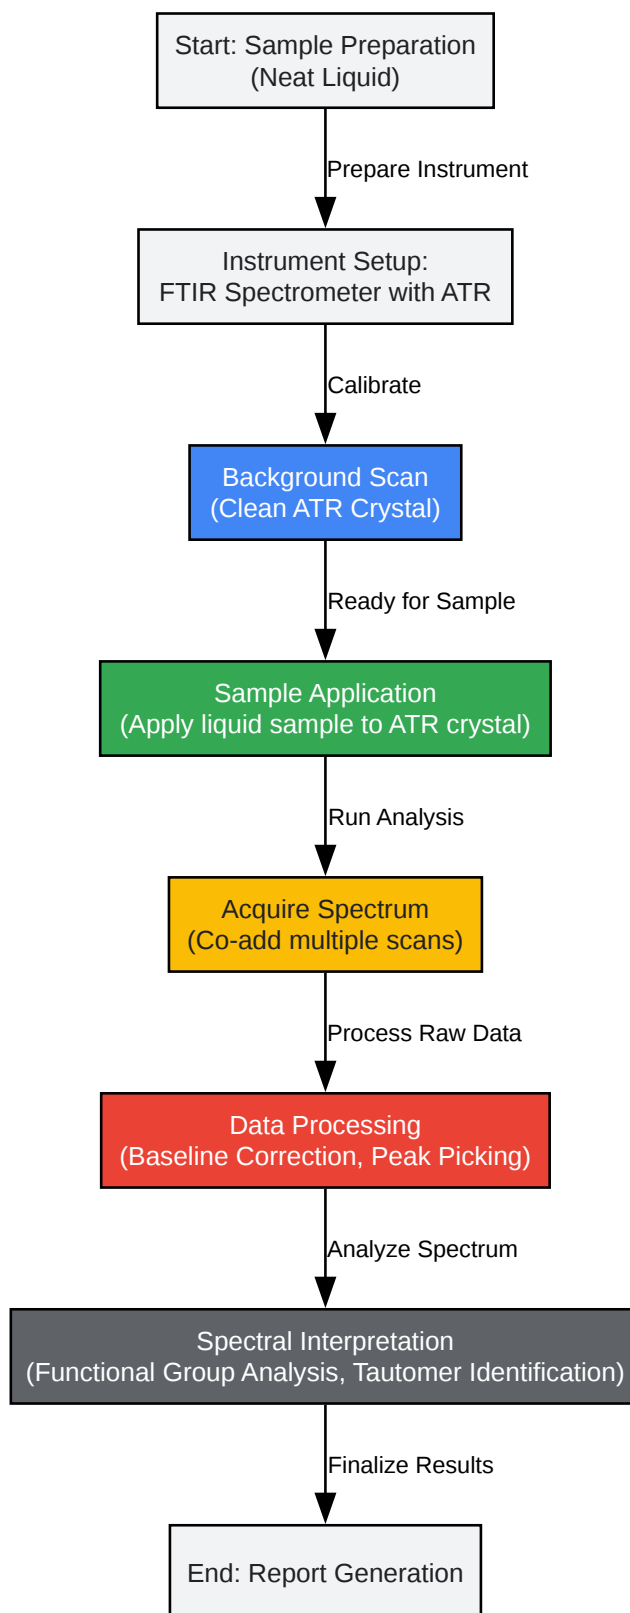 Start: Sample Preparation
(Neat Liquid)
Prepare Instrument
Instrument Setup:
FTIR Spectrometer with ATR
Calibrate
Background Scan
(Clean ATR Crystal)
Ready for Sample
Sample Application
(Apply liquid sample to ATR crystal)
Run Analysis
Acquire Spectrum
(Co-add multiple scans)
Process Raw Data
Data Processing
(Baseline Correction, Peak Picking)
Analyze Spectrum
Spectral Interpretation
(Functional Group Analysis, Tautomer Identification)
Finalize Results
End: Report Generation